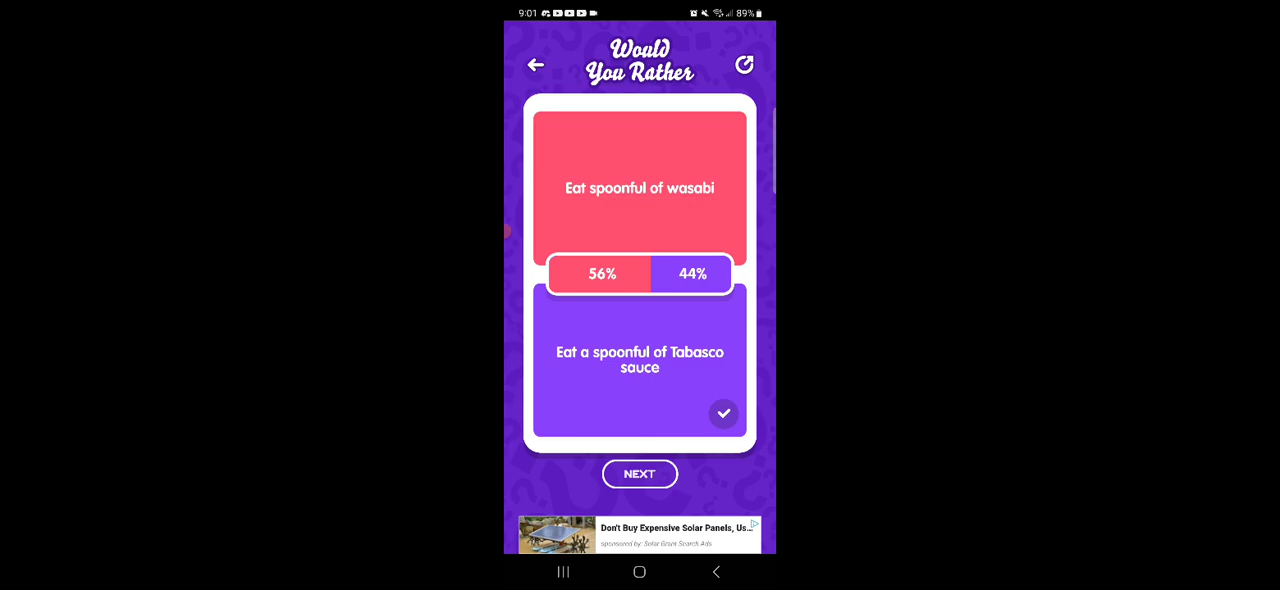 9:01
89%
Would
You Rather
Eat spoonful of wasabi
56%
44%
Eat a spoonful of Tabasco
sauce
NEXT
Don't Buy Expensive Solar Panels, Us...
sponsored by: Solar Grant Search Ads